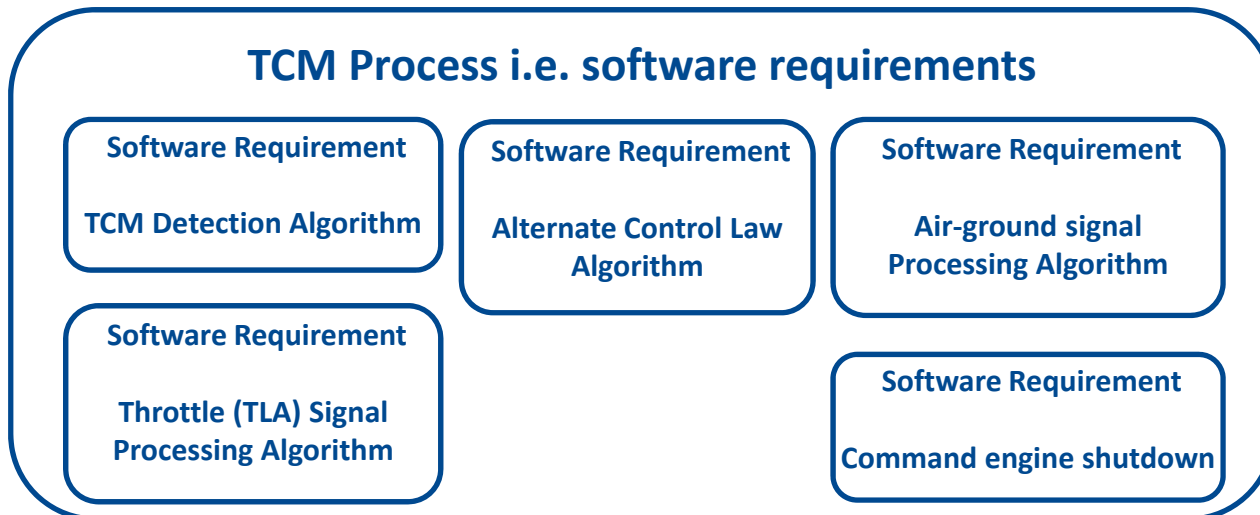 TCM Process i.e. software requirements
Software Requirement
TCM Detection Algorithm
Software Requirement
Alternate Control Law
Algorithm
Software Requirement
Air-ground signal
Processing Algorithm
Software Requirement
Throttle (TLA) Signal
Processing Algorithm
Software Requirement
Command engine shutdown